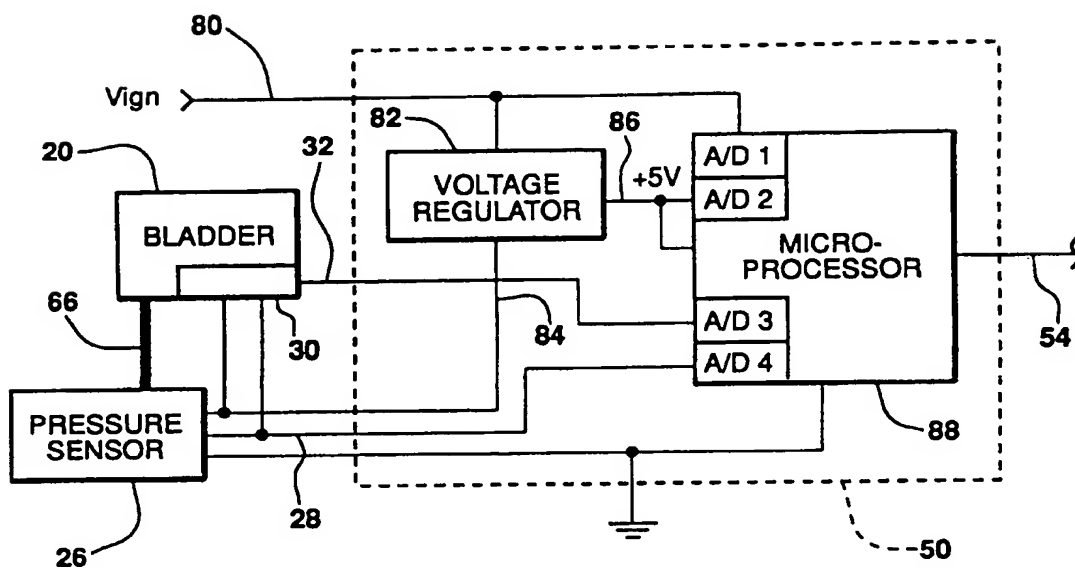 80
Vign
82
86
20
32
A/D 1
+5V
VOLTAGE
REGULATOR
A/D 2
BLADDER
MICRO-
PROCESSOR
66
30
84
A/D 3
54
A/D 4
PRESSURE
SENSOR
88
28
26
50